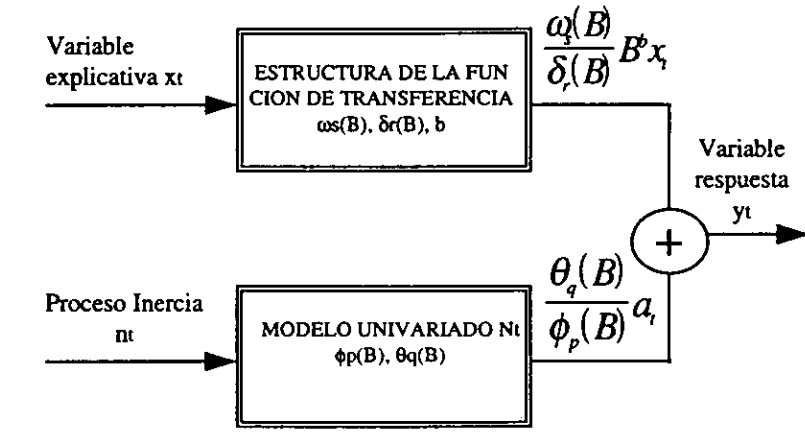 Variable
explicativa xt
ESTRUCTURA DE LA FUN
CION DE TRANSFERENCIA
ωs(B), δr(B), b
ωs(B)
δr(B)
B^b xt
Variable
respuesta
yt
+
Proceso Inercia
nt
MODELO UNIVARIADO Nt
ϕp(B), θq(B)
θq(B)
ϕp(B)
at